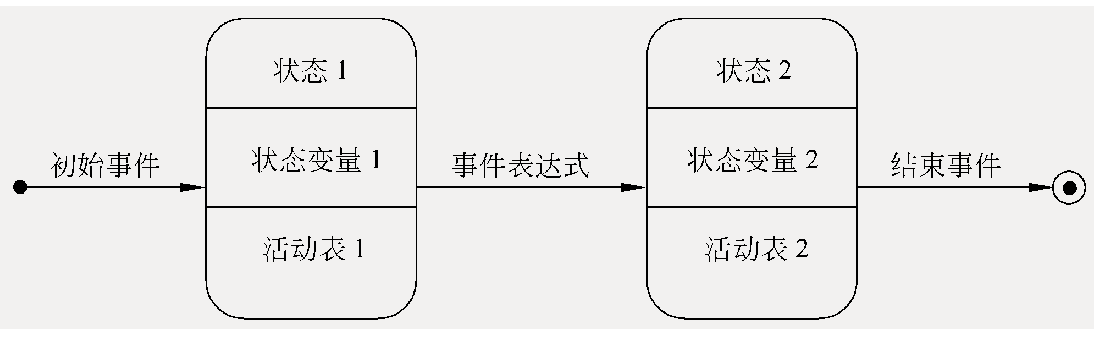 状态 1
状态 2
初始事件
状态变量 1
事件表达式
状态变量 2
结束事件
活动表 1
活动表 2